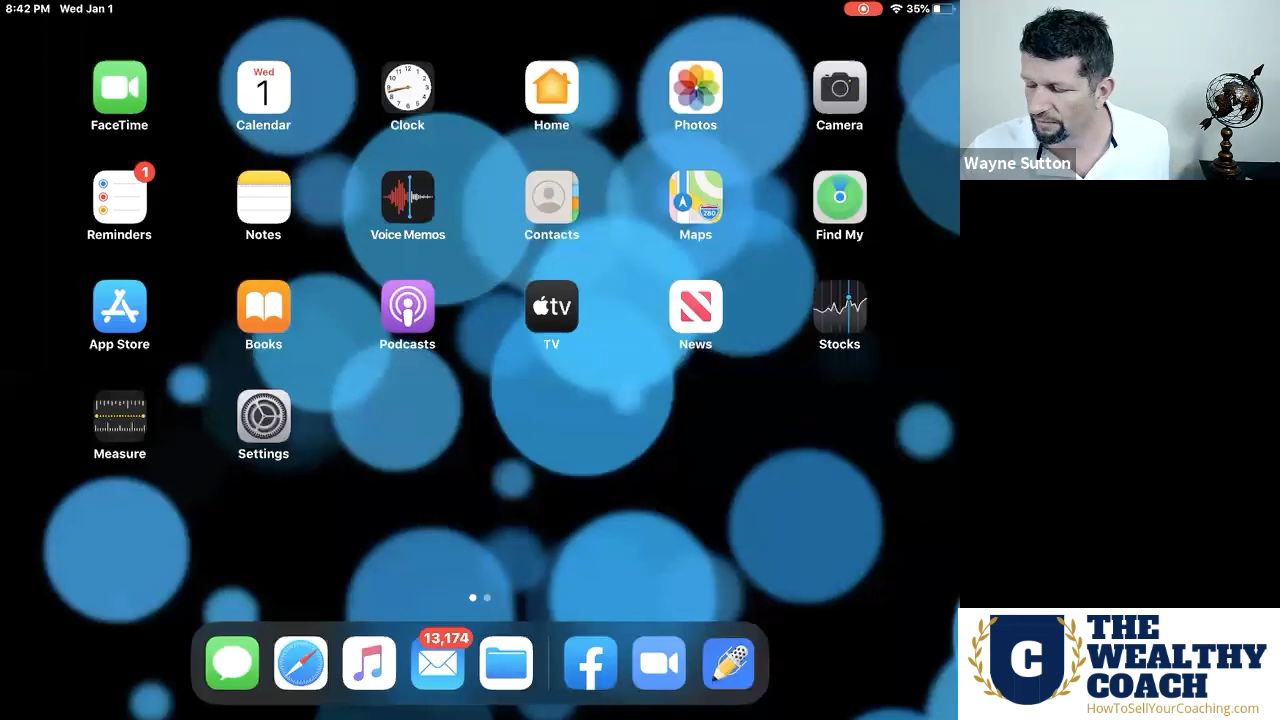 8:42 PM Wed Jan 1
35%
Wed
1
12
FaceTime
Calendar
Clock
Home
Photos
Camera
1
280
Reminders
Notes
Voice Memos
Contacts
Maps
Find My
tv
App Store
Books
Podcasts
TV
News
Stocks
Measure
Settings
13,174
Wayne Sutton
C
THE
WEALTHY
COACH
HowToSellYourCoaching.com